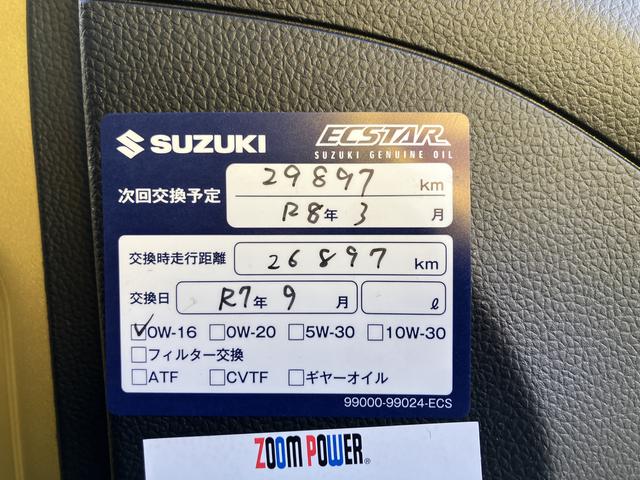 SUZUKI ECSTAR
SUZUKI GENUINE OIL
次回交換予定 29897 km
R8年 3 月
交換時走行距離 26897 km
交換日 R7年 9 月 ℓ
0W-16 0W-20 5W-30 10W-30
フィルター交換
ATF CVTF ギヤーオイル
99000-99024-ECS
ZOOM POWER®